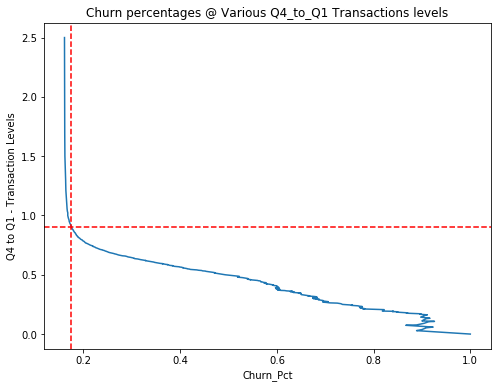 Churn percentages @ Various Q4_to_Q1 Transactions levels
Q4 to Q1 - Transaction Levels
2.5
2.0
1.5
1.0
0.5
0.0
0.2 0.4 0.6 0.8 1.0
Churn_Pct